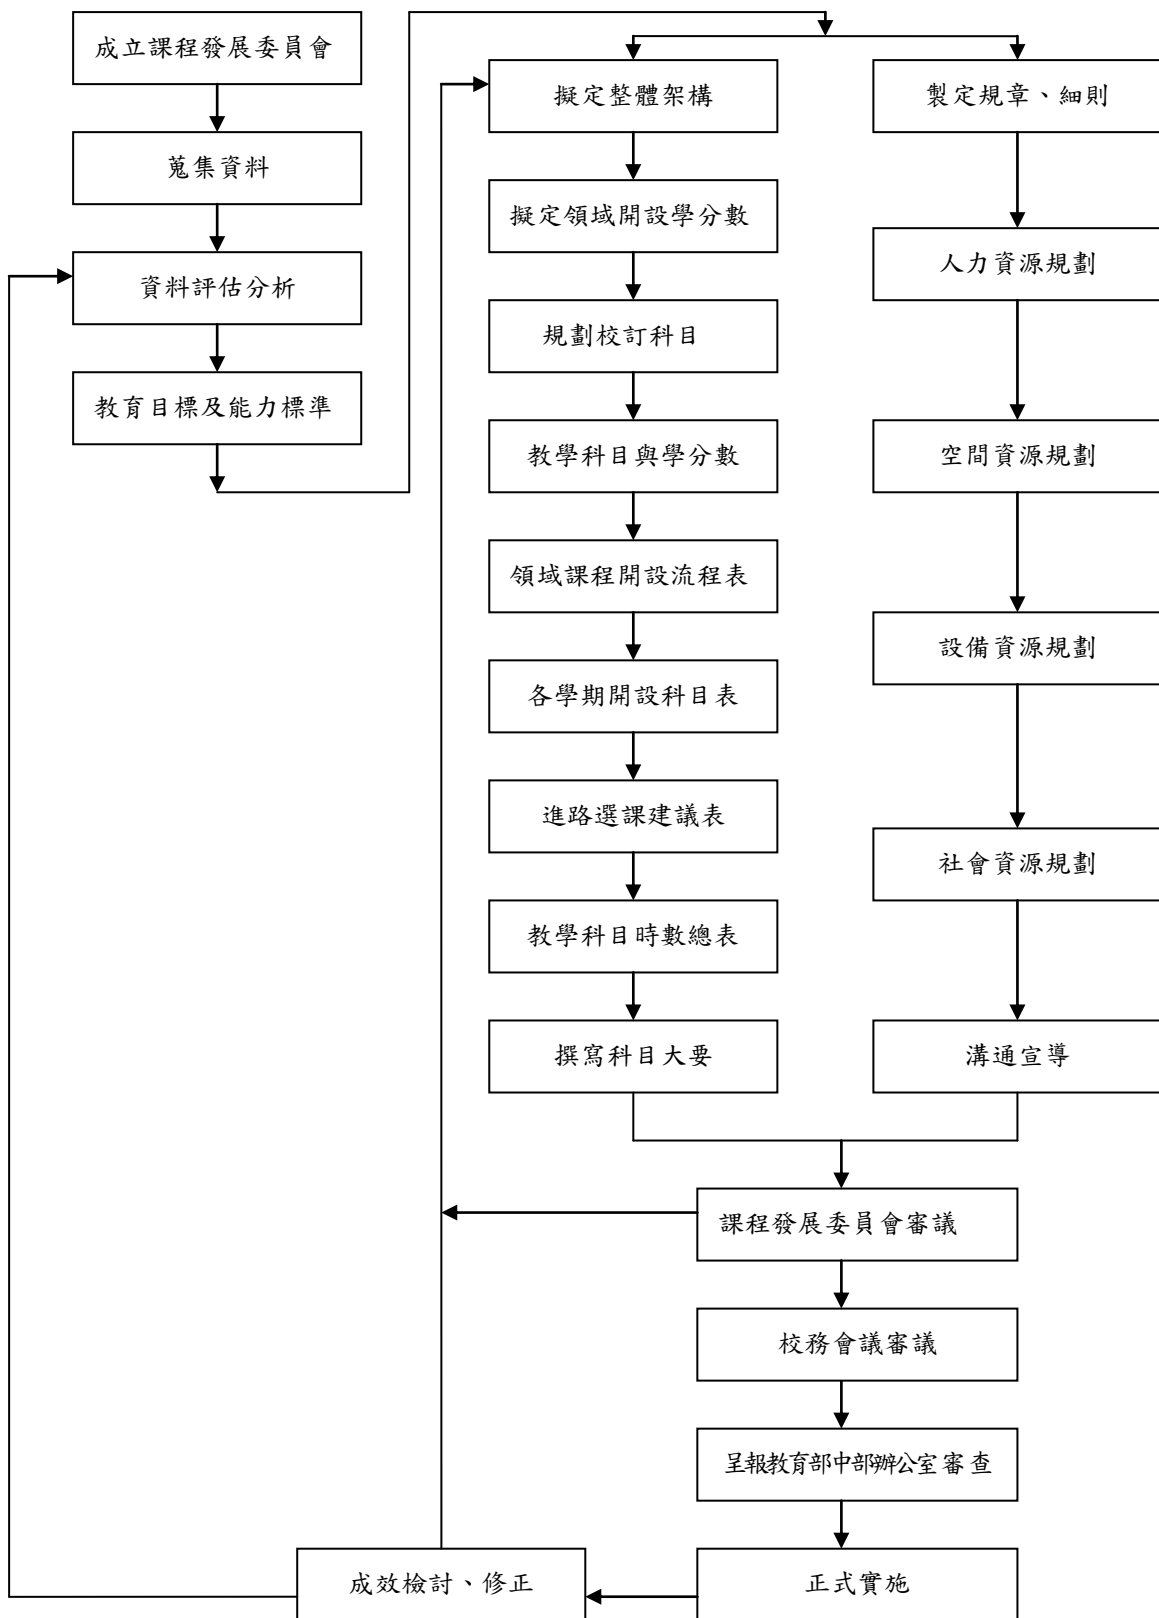 成立課程發展委員會
蒐集資料
資料評估分析
教育目標及能力標準
擬定整體架構
擬定領域開設學分數
規劃校訂科目
教學科目與學分數
領域課程開設流程表
各學期開設科目表
進路選課建議表
教學科目時數總表
撰寫科目大要
製定規章、細則
人力資源規劃
空間資源規劃
設備資源規劃
社會資源規劃
溝通宣導
課程發展委員會審議
校務會議審議
呈報教育部中部辦公室審查
正式實施
成效檢討、修正